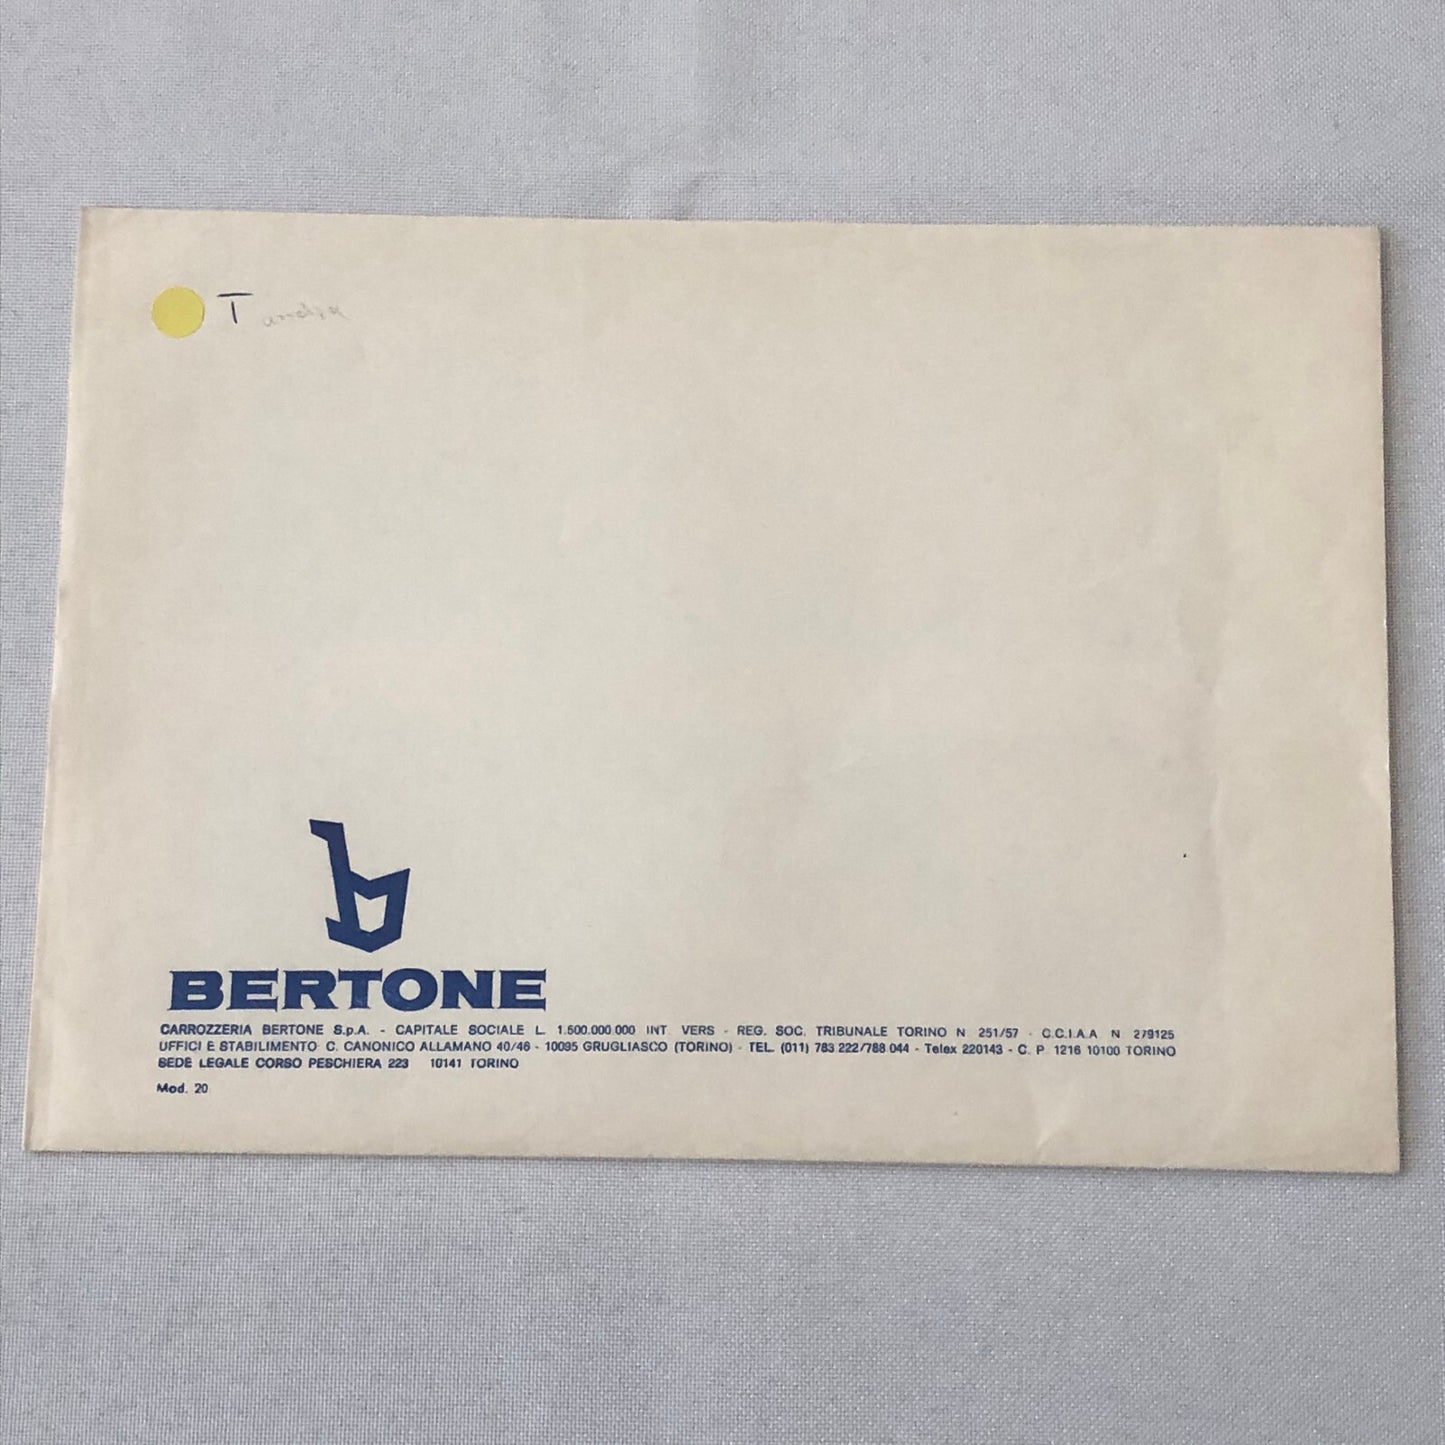 T
BERTONE
CARROZZERIA BERTONE S.p.A. - CAPITALE SOCIALE L. 1.500.000.000 INT. VERS - REG. SOC. TRIBUNALE TORINO N. 251/57 - C.C.I.A.A. N. 279125
UFFICI E STABILIMENTO: C. CANONICO ALLAMANO 40/46 - 10095 GRUGLIASCO (TORINO) - TEL. (011) 783 222/788 044 - Telex 220143 - C. P. 1216 10100 TORINO
SEDE LEGALE CORSO PESCHIERA 223 10141 TORINO
Mod. 20